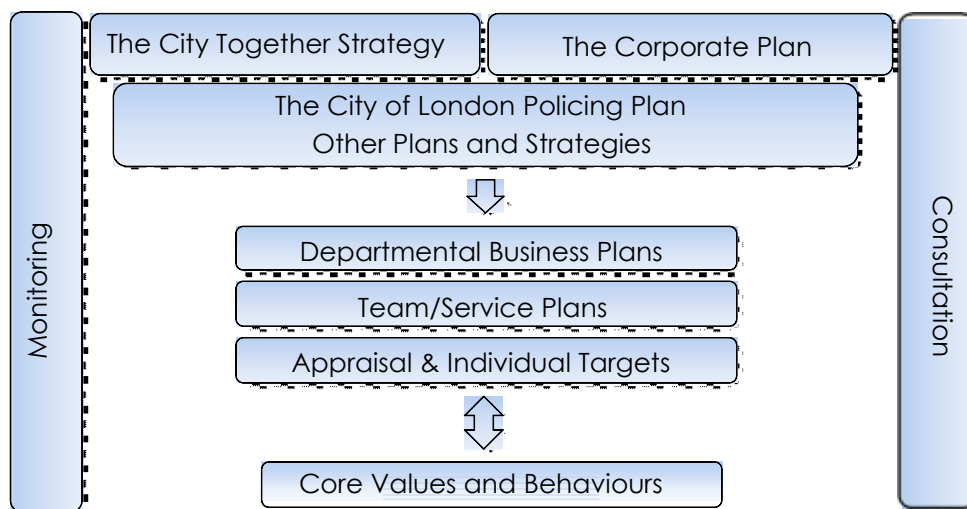 The City Together Strategy
The Corporate Plan
The City of London Policing Plan
Other Plans and Strategies
Monitoring
Consultation
Departmental Business Plans
Team/Service Plans
Appraisal & Individual Targets
Core Values and Behaviours